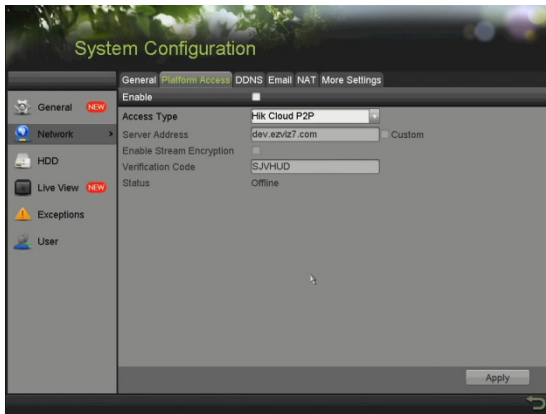 System Configuration
General Platform Access DDNS Email NAT More Settings
General NEW
Network >
HDD
Live View NEW
Exceptions
User
Enable
Access Type Hik Cloud P2P
Server Address dev.ezviz7.com Custom
Enable Stream Encryption
Verification Code SJVHUD
Status Offline
Apply